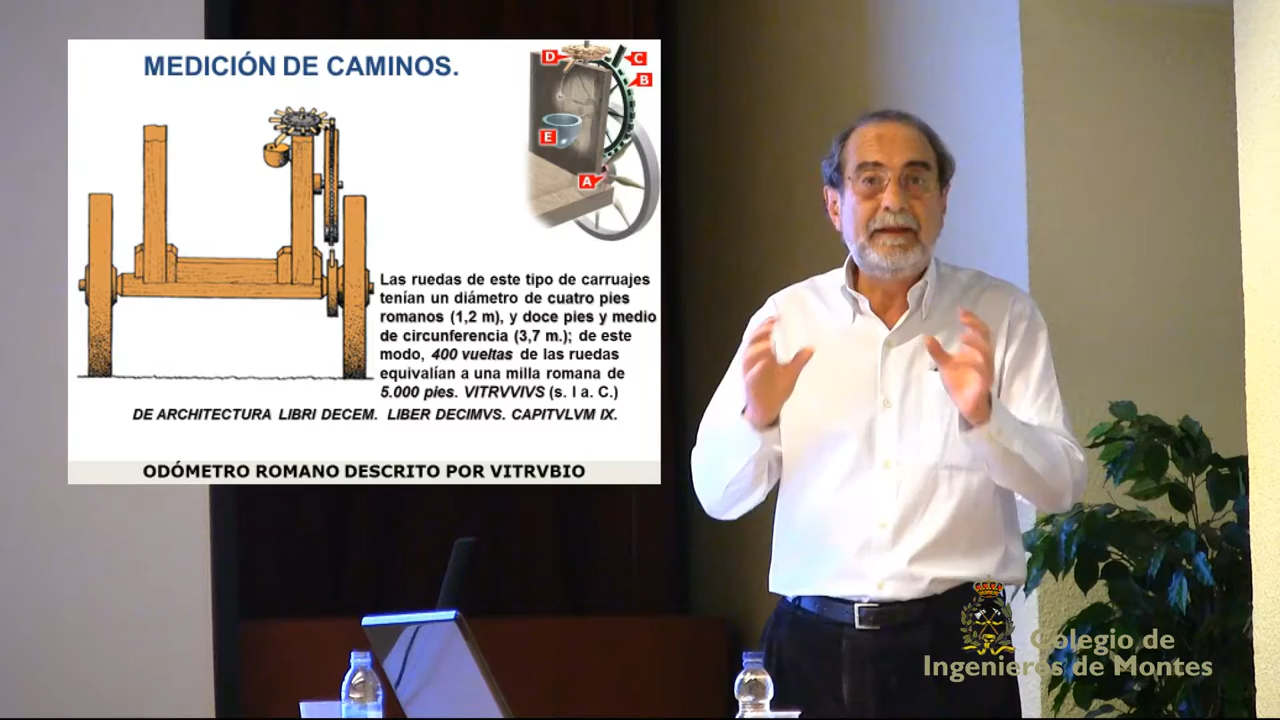 MEDICIÓN DE CAMINOS.
D
C
B
E
A
Las ruedas de este tipo de carruajes
tenían un diámetro de cuatro pies
romanos (1,2 m), y doce pies y medio
de circunferencia (3,7 m.); de este
modo, 400 vueltas de las ruedas
equivalían a una milla romana de
5.000 pies. VITRVVIVS (s. I a. C.)
DE ARCHITECTURA LIBRI DECEM. LIBER DECIMVS. CAPITVLVM IX.
ODÓMETRO ROMANO DESCRITO POR VITRVBIO
Colegio de
Ingenieros de Montes